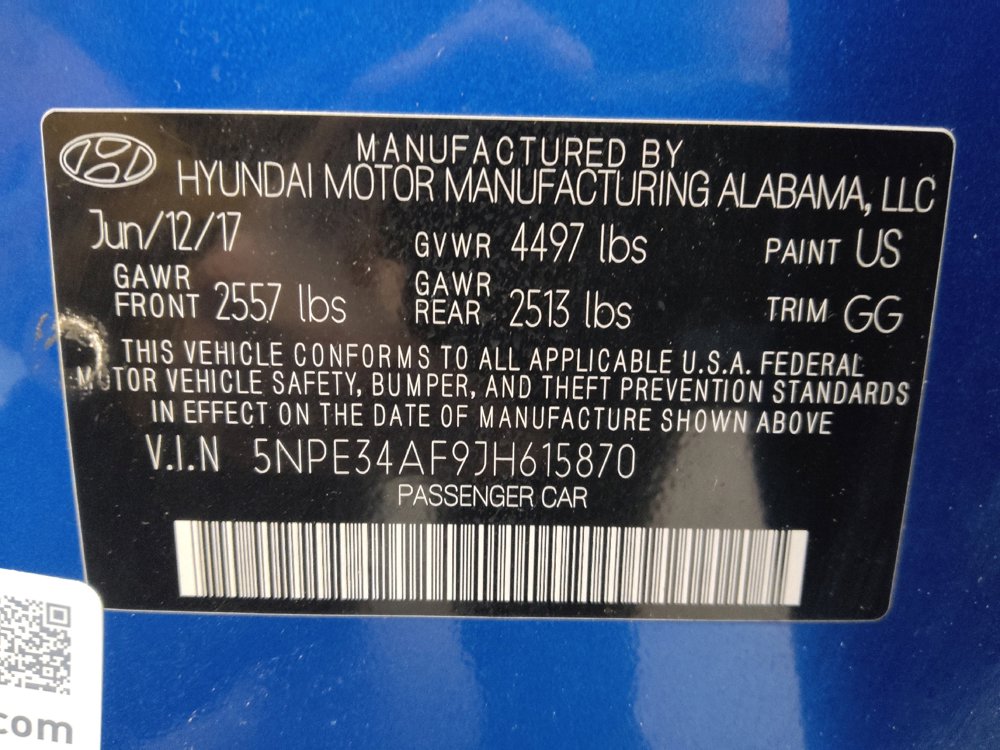 MANUFACTURED BY
HYUNDAI MOTOR MANUFACTURING ALABAMA, LLC
Jun/12/17 GVWR 4497 lbs PAINT US
GAWR FRONT 2557 lbs GAWR REAR 2513 lbs TRIM GG
THIS VEHICLE CONFORMS TO ALL APPLICABLE U.S.A. FEDERAL
MOTOR VEHICLE SAFETY, BUMPER, AND THEFT PREVENTION STANDARDS
IN EFFECT ON THE DATE OF MANUFACTURE SHOWN ABOVE
V.I.N 5NPE34AF9JH615870
PASSENGER CAR
.com